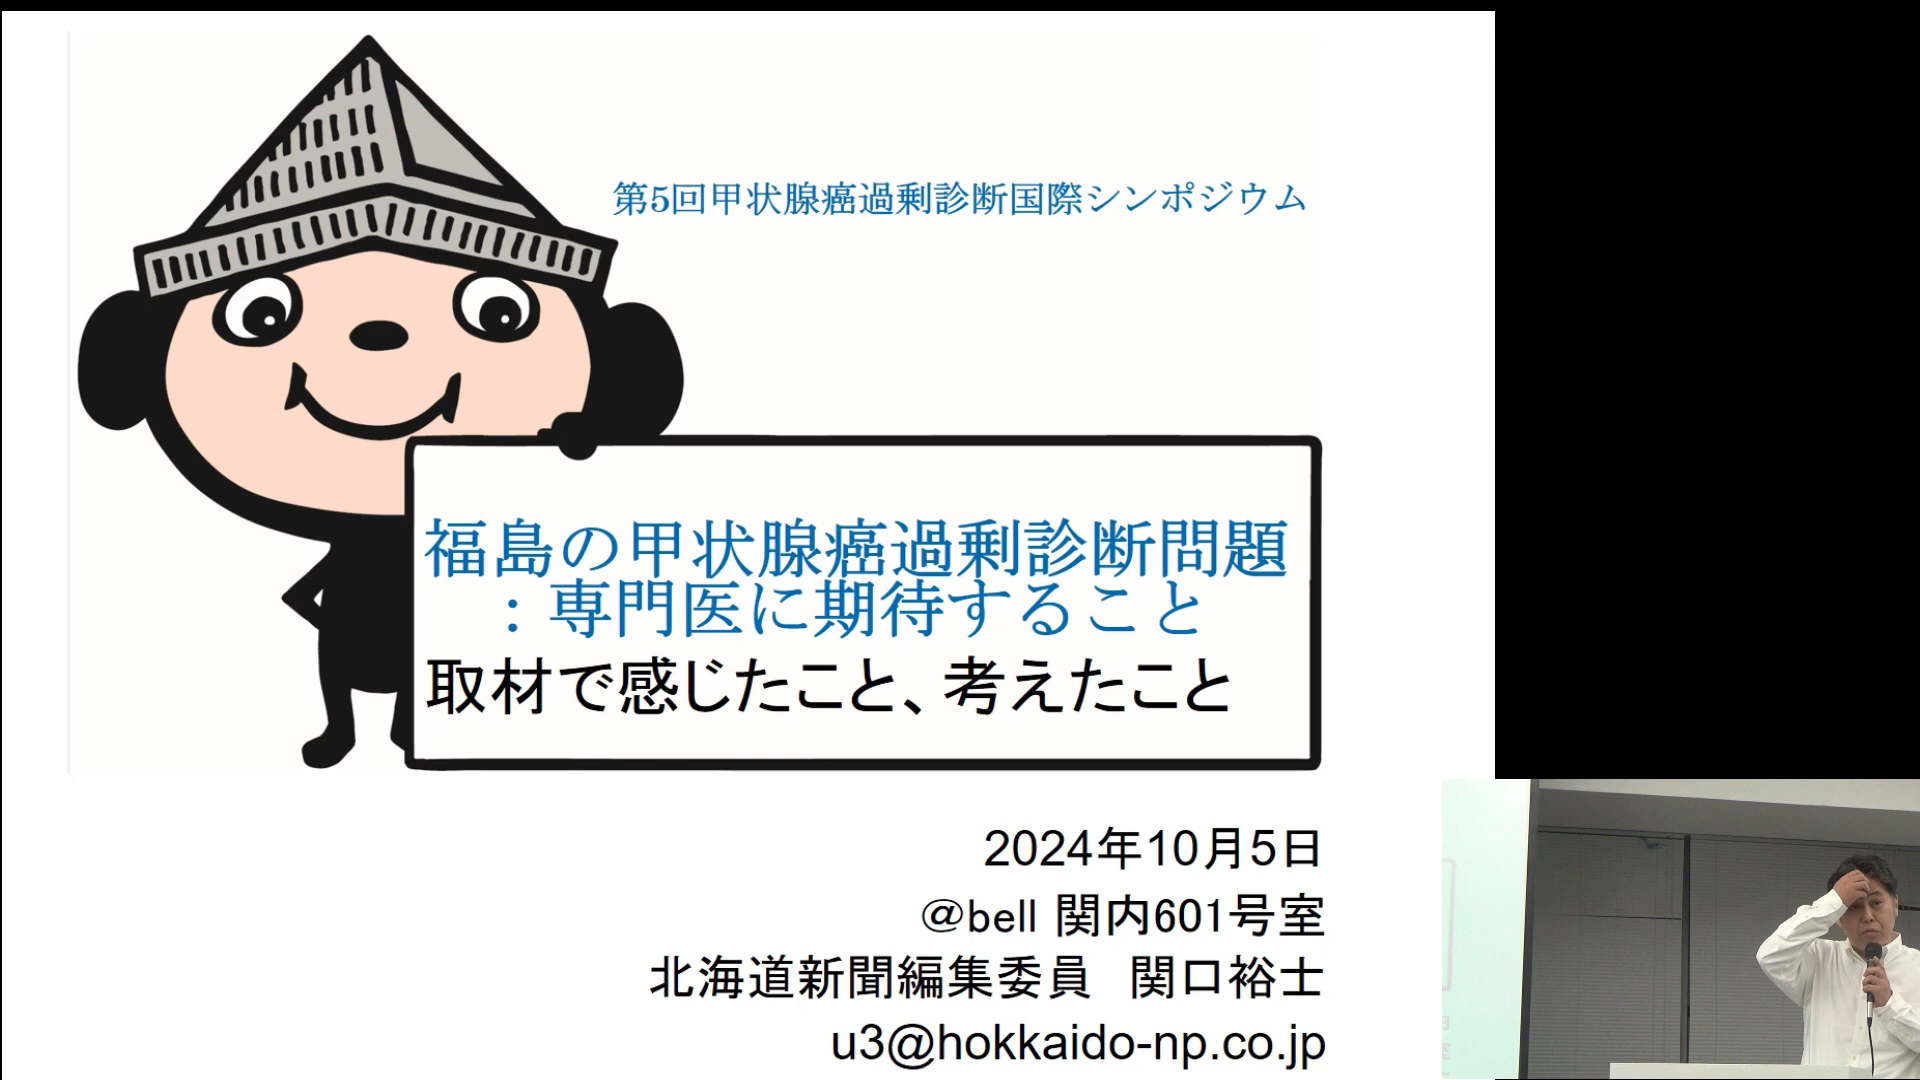 第5回甲状腺癌過剰診断国際シンポジウム
福島の甲状腺癌過剰診断問題
：専門医に期待すること
取材で感じたこと、考えたこと
2024年10月5日
@bell 関内601号室
北海道新聞編集委員　関口裕士
u3@hokkaido-np.co.jp